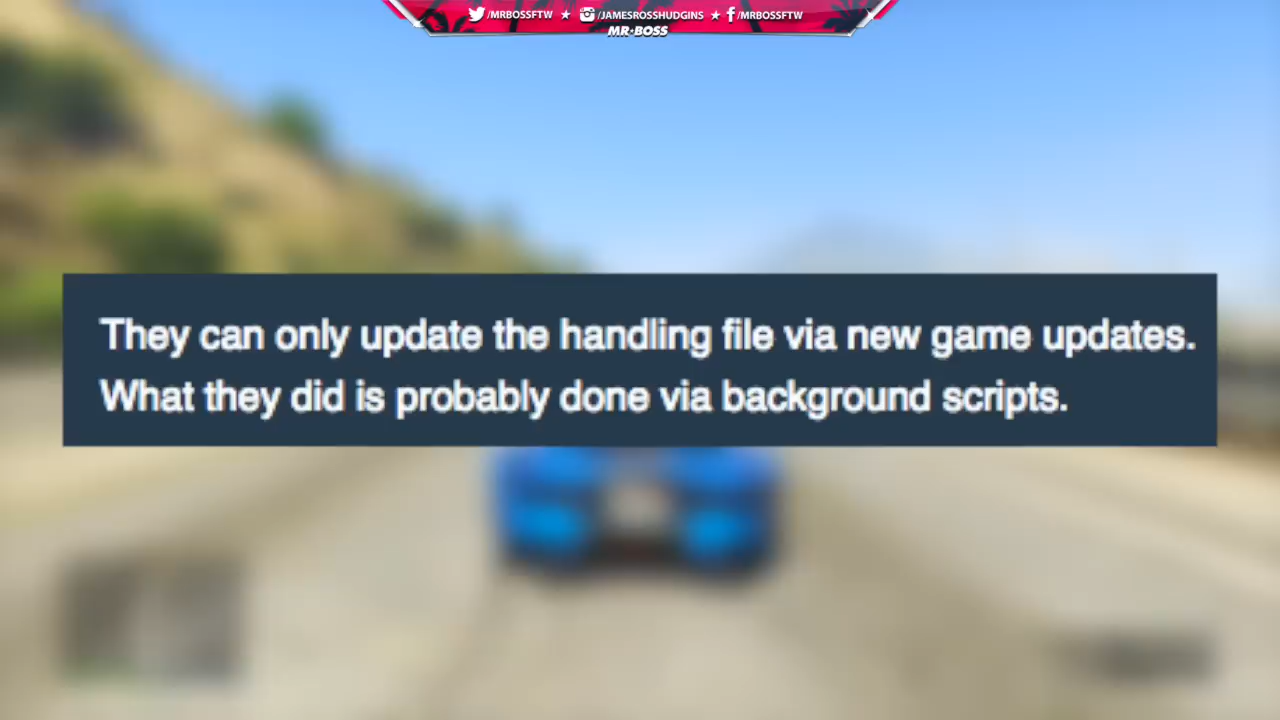 /MRBOSSFTW ★ /JAMESROSSHUDGINS ★ /MRBOSSFTW
MR•BOSS
They can only update the handling file via new game updates.
What they did is probably done via background scripts.